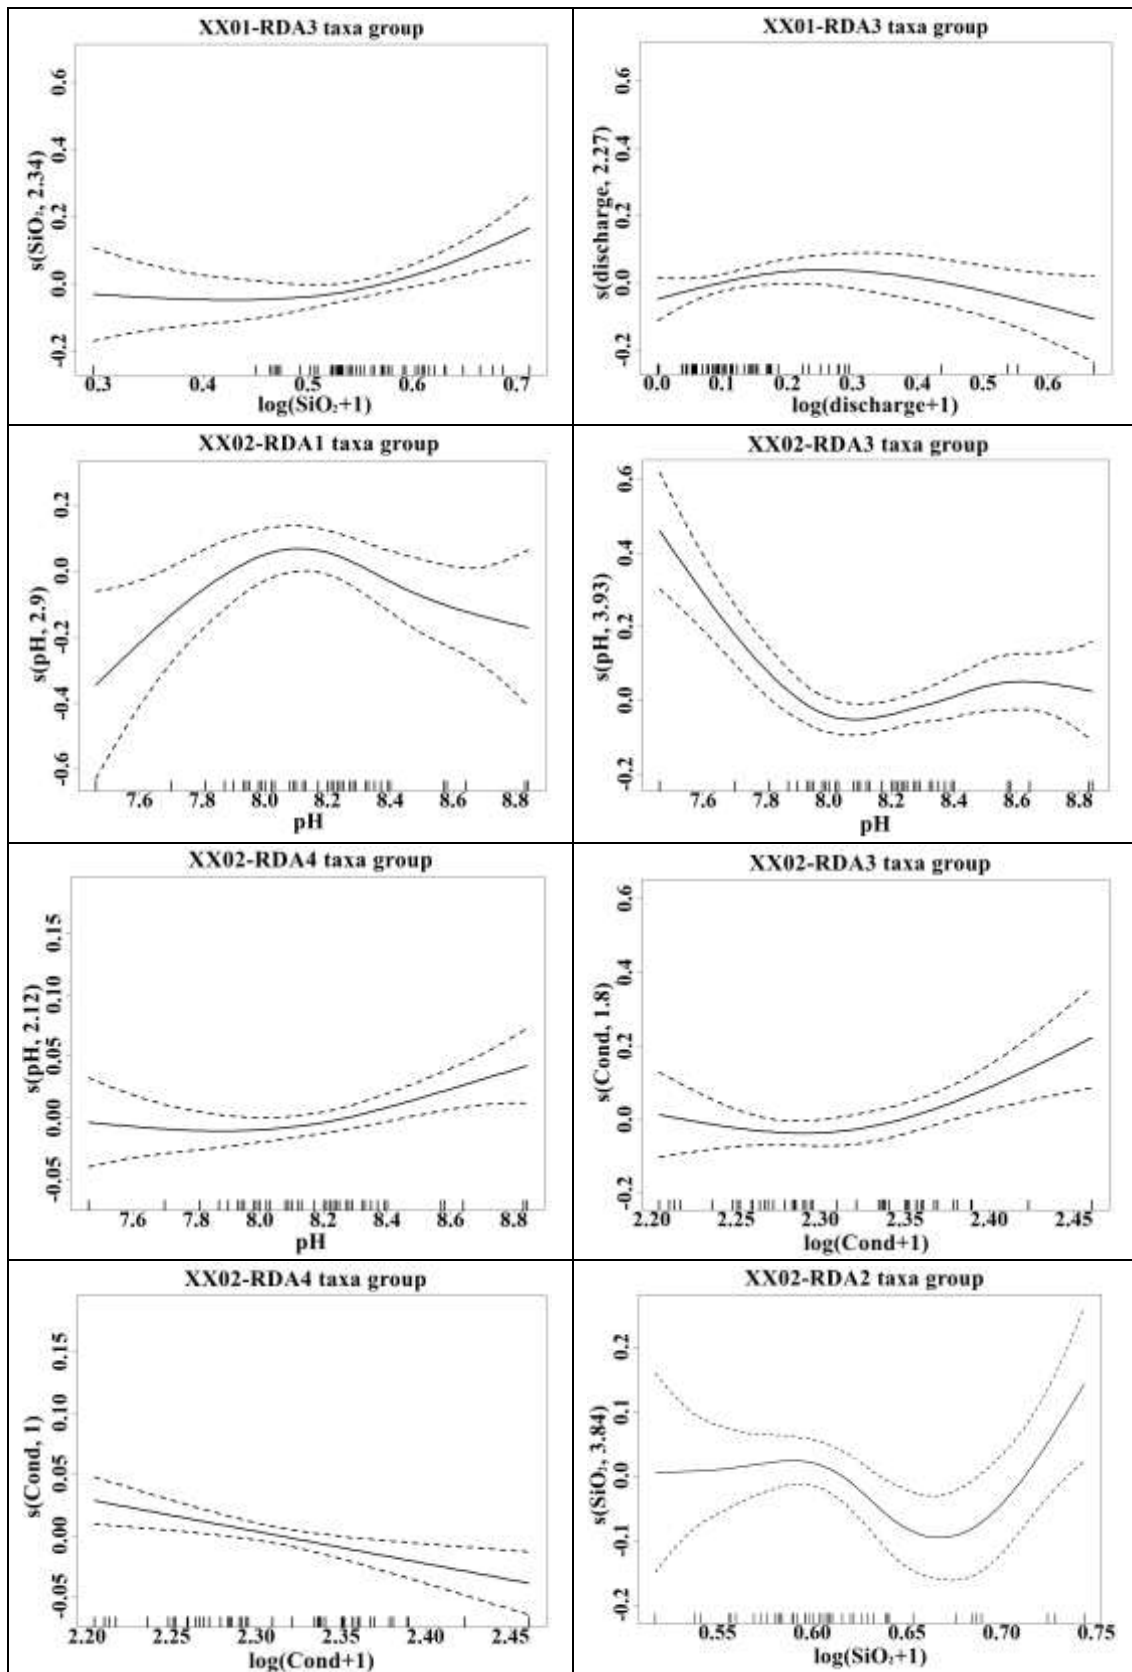 XX01-RDA3 taxa group
s(SiO₂, 2.34)
0.6
0.4
0.2
0.0
-0.2
0.3 0.4 0.5 0.6 0.7
log(SiO₂+1)
XX01-RDA3 taxa group
s(discharge, 2.27)
0.6
0.4
0.2
0.0
-0.2
0.0 0.1 0.2 0.3 0.4 0.5 0.6
log(discharge+1)
XX02-RDA1 taxa group
s(pH, 2.9)
0.2
0.0
-0.2
-0.4
-0.6
7.6 7.8 8.0 8.2 8.4 8.6 8.8
pH
XX02-RDA3 taxa group
s(pH, 3.93)
0.6
0.4
0.2
0.0
-0.2
7.6 7.8 8.0 8.2 8.4 8.6 8.8
pH
XX02-RDA4 taxa group
s(pH, 2.12)
0.15
0.10
0.05
0.00
-0.05
7.6 7.8 8.0 8.2 8.4 8.6 8.8
pH
XX02-RDA3 taxa group
s(Cond, 1.8)
0.6
0.4
0.2
0.0
-0.2
2.20 2.25 2.30 2.35 2.40 2.45
log(Cond+1)
XX02-RDA4 taxa group
s(Cond, 1)
0.15
0.10
0.05
0.00
-0.05
2.20 2.25 2.30 2.35 2.40 2.45
log(Cond+1)
XX02-RDA2 taxa group
s(SiO₂, 3.84)
0.2
0.1
0.0
-0.1
-0.2
0.55 0.60 0.65 0.70 0.75
log(SiO₂+1)